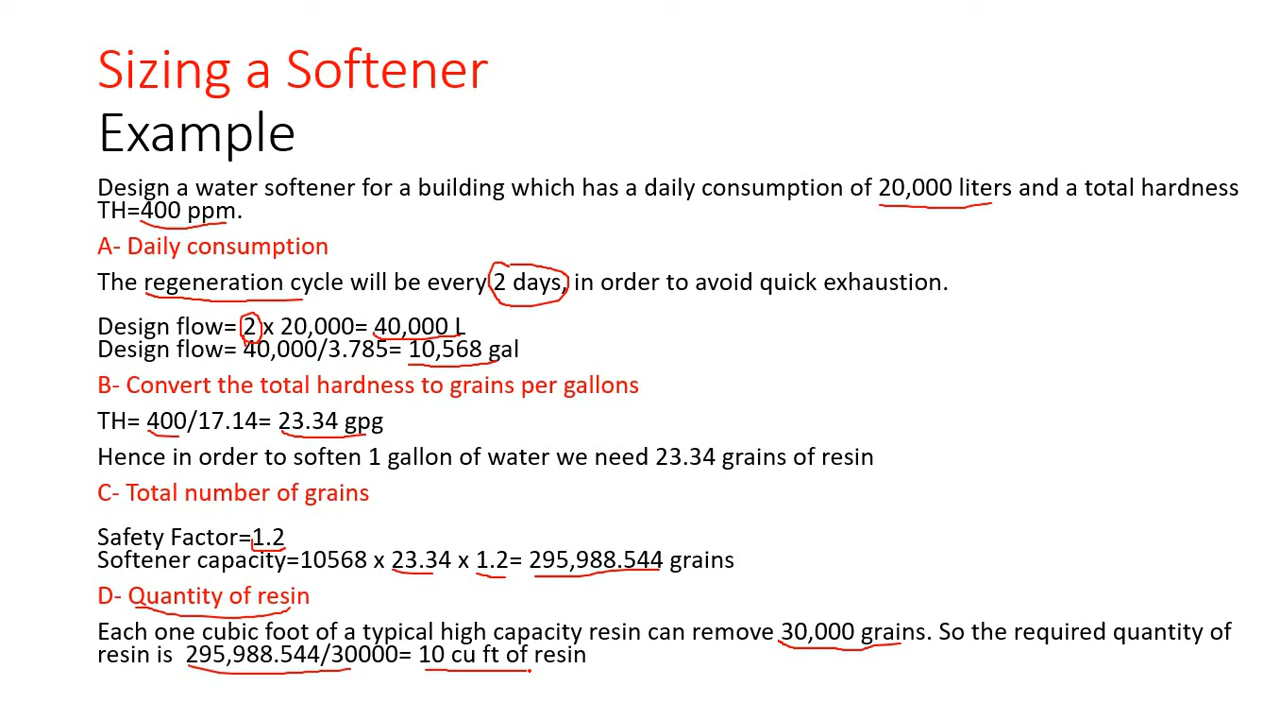 Sizing a Softener
Example
Design a water softener for a building which has a daily consumption of 20,000 liters and a total hardness
TH=400 ppm.
A- Daily consumption
The regeneration cycle will be every 2 days, in order to avoid quick exhaustion.
Design flow= 2 x 20,000= 40,000 L
Design flow= 40,000/3.785= 10,568 gal
B- Convert the total hardness to grains per gallons
TH= 400/17.14= 23.34 gpg
Hence in order to soften 1 gallon of water we need 23.34 grains of resin
C- Total number of grains
Safety Factor=1.2
Softener capacity=10568 x 23.34 x 1.2= 295,988.544 grains
D- Quantity of resin
Each one cubic foot of a typical high capacity resin can remove 30,000 grains. So the required quantity of
resin is 295,988.544/30000= 10 cu ft of resin